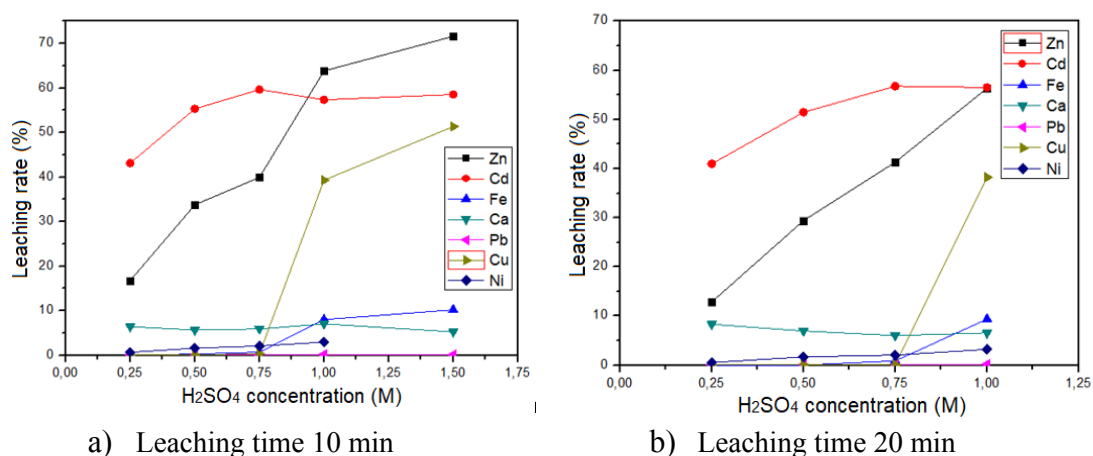 70
60
50
40
30
20
10
0
Leaching rate (%)
0,00 0,25 0,50 0,75 1,00 1,25 1,50 1,75
H2SO4 concentration (M)
Zn
Cd
Fe
Ca
Pb
Cu
Ni
a) Leaching time 10 min
70
60
50
40
30
20
10
0
Leaching rate (%)
0,00 0,25 0,50 0,75 1,00 1,25
H2SO4 concentration (M)
Zn
Cd
Fe
Ca
Pb
Cu
Ni
b) Leaching time 20 min